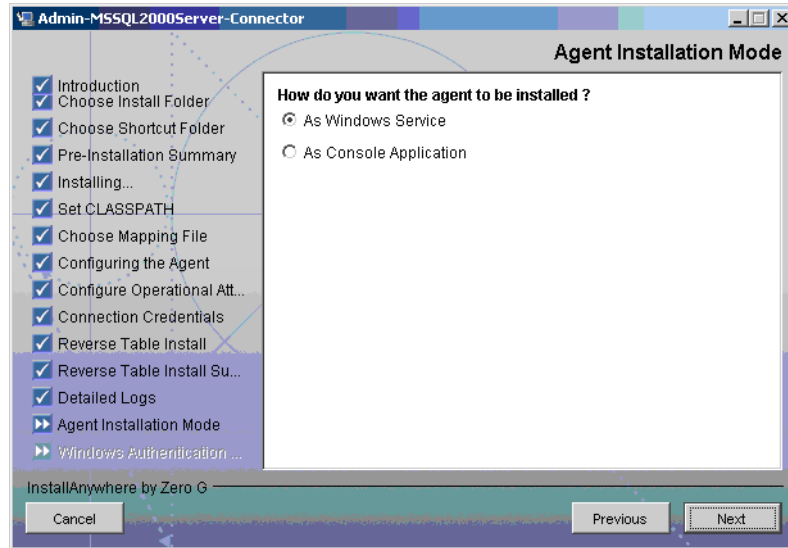 Admin-MSSQL2000Server-Connector
Agent Installation Mode
Introduction
Choose Install Folder
Choose Shortcut Folder
Pre-Installation Summary
Installing...
Set CLASSPATH
Choose Mapping File
Configuring the Agent
Configure Operational Att...
Connection Credentials
Reverse Table Install
Reverse Table Install Su...
Detailed Logs
Agent Installation Mode
Windows Authentication ...
How do you want the agent to be installed ?
As Windows Service
As Console Application
InstallAnywhere by Zero G
Cancel
Previous
Next